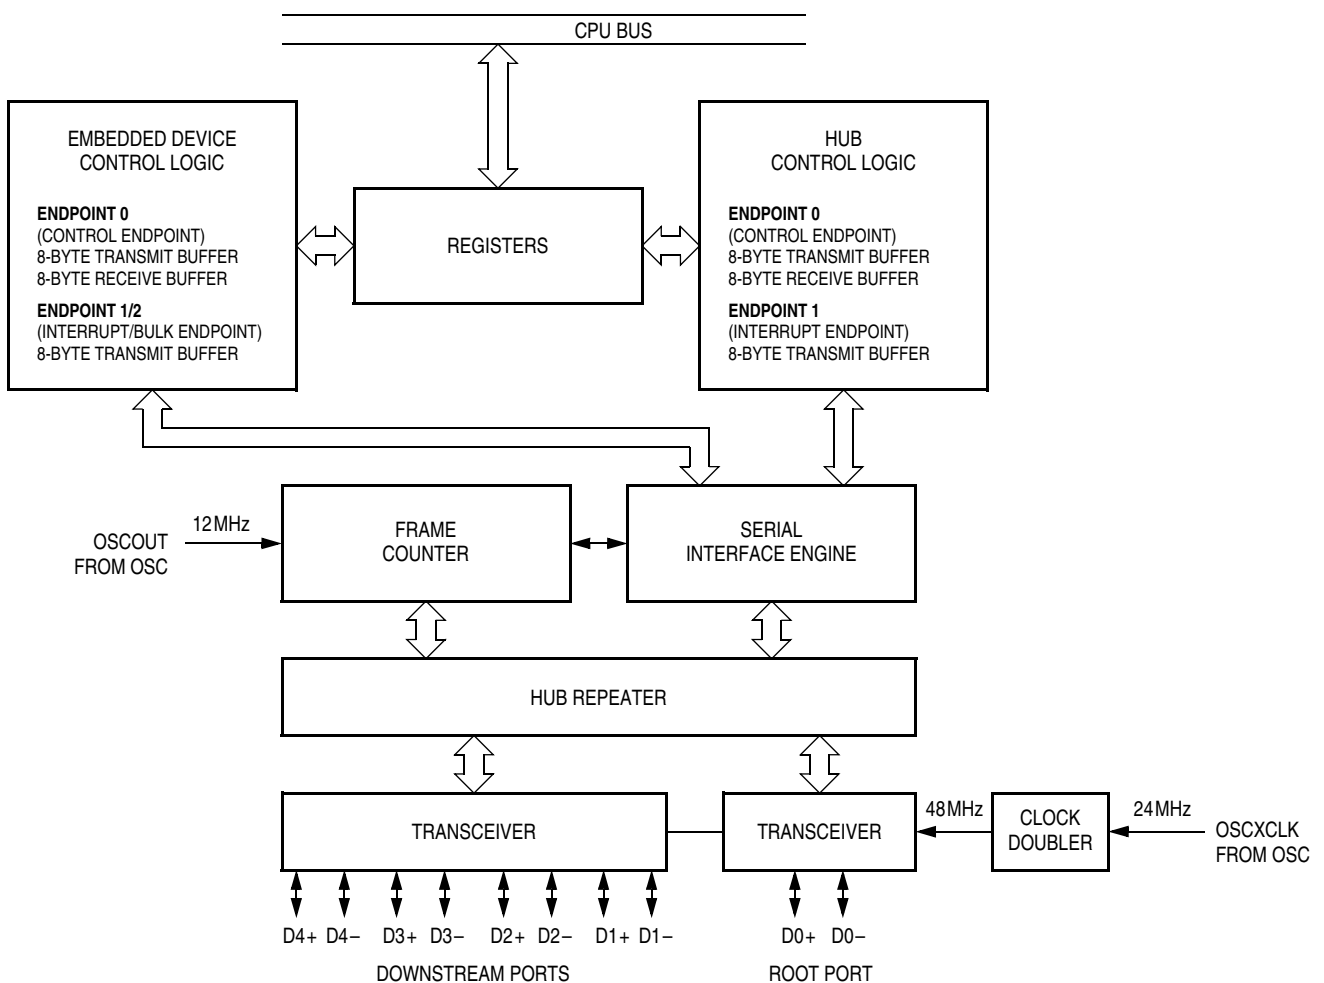 CPU BUS
EMBEDDED DEVICE
CONTROL LOGIC
ENDPOINT 0
(CONTROL ENDPOINT)
8-BYTE TRANSMIT BUFFER
8-BYTE RECEIVE BUFFER
ENDPOINT 1/2
(INTERRUPT/BULK ENDPOINT)
8-BYTE TRANSMIT BUFFER
REGISTERS
HUB
CONTROL LOGIC
ENDPOINT 0
(CONTROL ENDPOINT)
8-BYTE TRANSMIT BUFFER
8-BYTE RECEIVE BUFFER
ENDPOINT 1
(INTERRUPT ENDPOINT)
8-BYTE TRANSMIT BUFFER
12MHz
OSCOUT
FROM OSC
FRAME
COUNTER
SERIAL
INTERFACE ENGINE
HUB REPEATER
TRANSCEIVER
TRANSCEIVER
48MHz
CLOCK
DOUBLER
24MHz
OSCXCLK
FROM OSC
D4+ D4– D3+ D3– D2+ D2– D1+ D1–
D0+ D0–
DOWNSTREAM PORTS
ROOT PORT